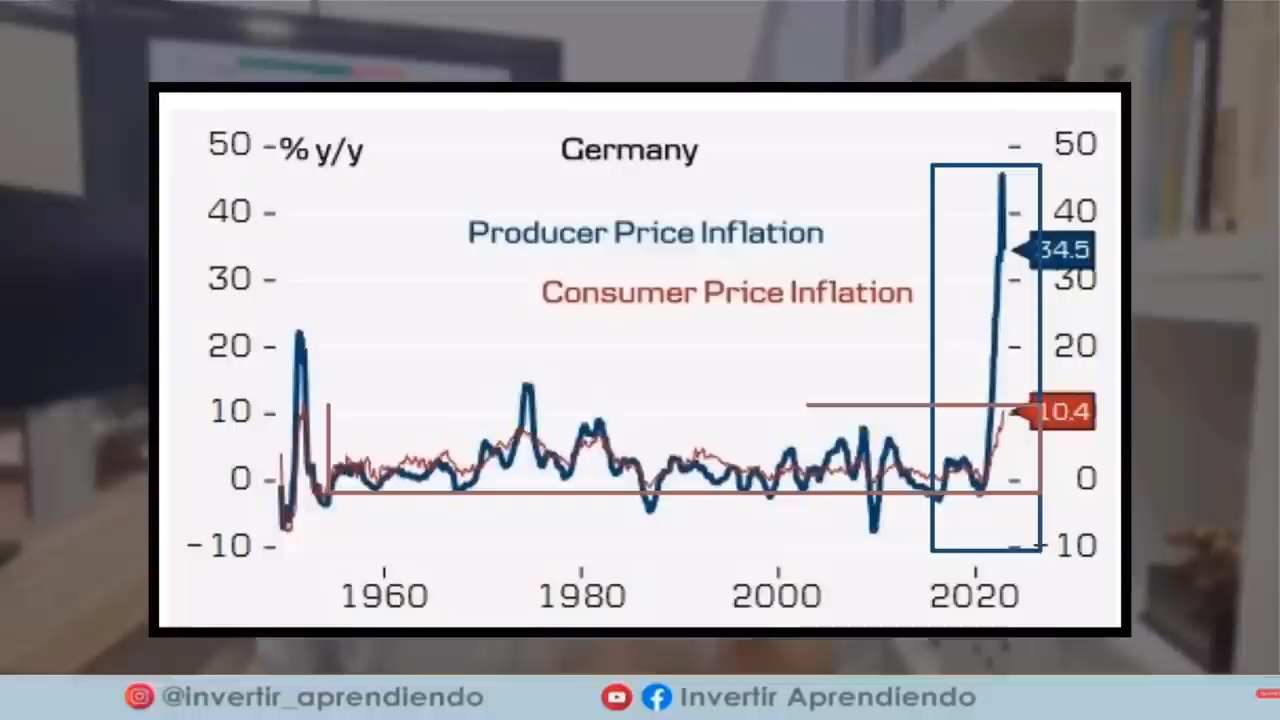 50 % y/y Germany 50
40 Producer Price Inflation 40
34.5
30 Consumer Price Inflation 30
20 20
10 10.4
0 0
-10 -10
1960 1980 2000 2020
@invertir_aprendiendo Invertir Aprendiendo